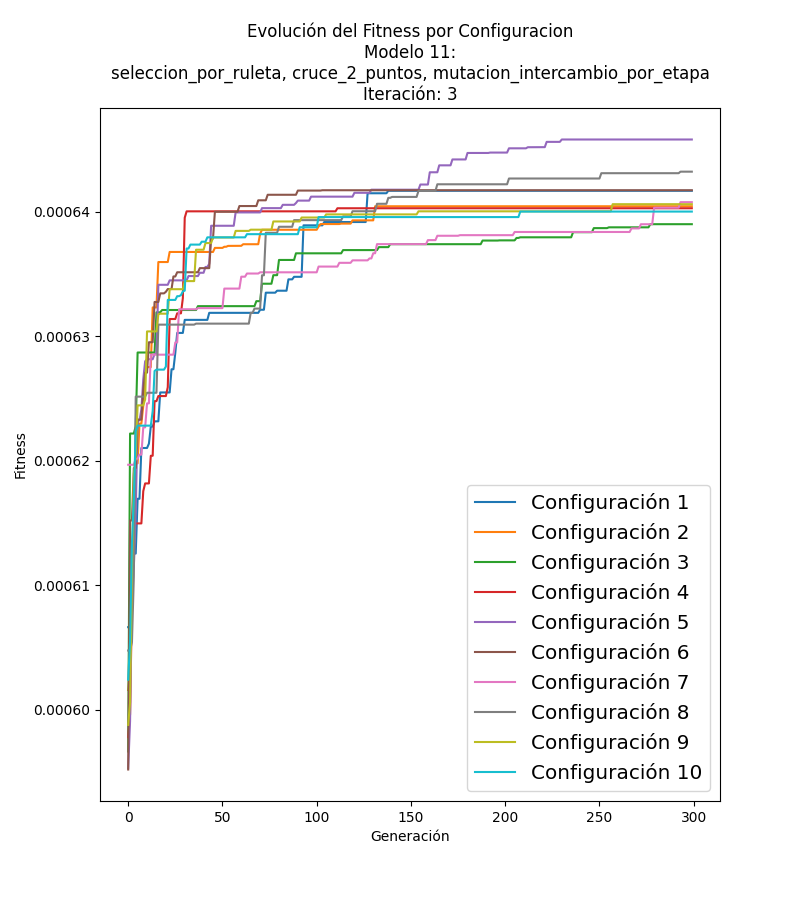 Evolución del Fitness por Configuracion
Modelo 11:
seleccion_por_ruleta, cruce_2_puntos, mutacion_intercambio_por_etapa
Iteración: 3
Fitness
0.00064
0.00063
0.00062
0.00061
0.00060
Configuración 1
Configuración 2
Configuración 3
Configuración 4
Configuración 5
Configuración 6
Configuración 7
Configuración 8
Configuración 9
Configuración 10
0 50 100 150 200 250 300
Generación